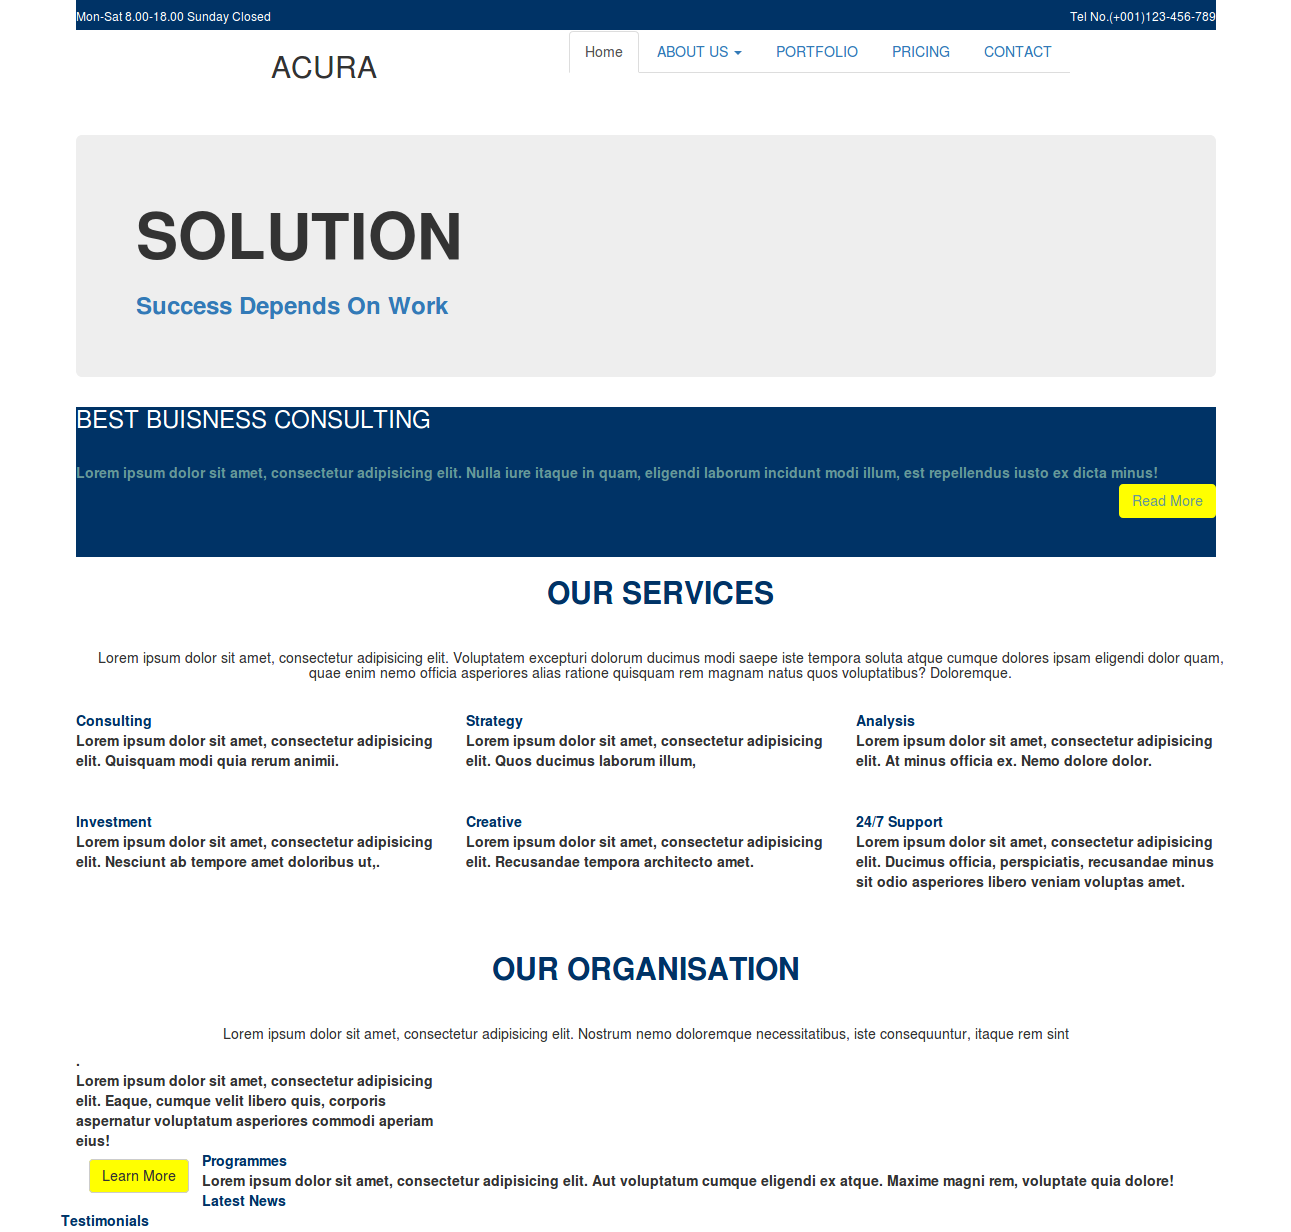 Mon-Sat 8.00-18.00 Sunday Closed
Tel No.(+001)123-456-789
ACURA
Home
ABOUT US
PORTFOLIO
PRICING
CONTACT
SOLUTION
Success Depends On Work
BEST BUISNESS CONSULTING
Lorem ipsum dolor sit amet, consectetur adipisicing elit. Nulla iure itaque in quam, eligendi laborum incidunt modi illum, est repellendus iusto ex dicta minus!
Read More
OUR SERVICES
Lorem ipsum dolor sit amet, consectetur adipisicing elit. Voluptatem excepturi dolorum ducimus modi saepe iste tempora soluta atque cumque dolores ipsam eligendi dolor quam,
quae enim nemo officia asperiores alias ratione quisquam rem magnam natus quos voluptatibus? Doloremque.
Consulting
Lorem ipsum dolor sit amet, consectetur adipisicing
elit. Quisquam modi quia rerum animii.
Strategy
Lorem ipsum dolor sit amet, consectetur adipisicing
elit. Quos ducimus laborum illum,
Analysis
Lorem ipsum dolor sit amet, consectetur adipisicing
elit. At minus officia ex. Nemo dolore dolor.
Investment
Lorem ipsum dolor sit amet, consectetur adipisicing
elit. Nesciunt ab tempore amet doloribus ut,.
Creative
Lorem ipsum dolor sit amet, consectetur adipisicing
elit. Recusandae tempora architecto amet.
24/7 Support
Lorem ipsum dolor sit amet, consectetur adipisicing
elit. Ducimus officia, perspiciatis, recusandae minus
sit odio asperiores libero veniam voluptas amet.
OUR ORGANISATION
Lorem ipsum dolor sit amet, consectetur adipisicing elit. Nostrum nemo doloremque necessitatibus, iste consequuntur, itaque rem sint
.
Lorem ipsum dolor sit amet, consectetur adipisicing
elit. Eaque, cumque velit libero quis, corporis
aspernatur voluptatum asperiores commodi aperiam
eius!
Learn More
Programmes
Lorem ipsum dolor sit amet, consectetur adipisicing elit. Aut voluptatum cumque eligendi ex atque. Maxime magni rem, voluptate quia dolore!
Latest News
Testimonials